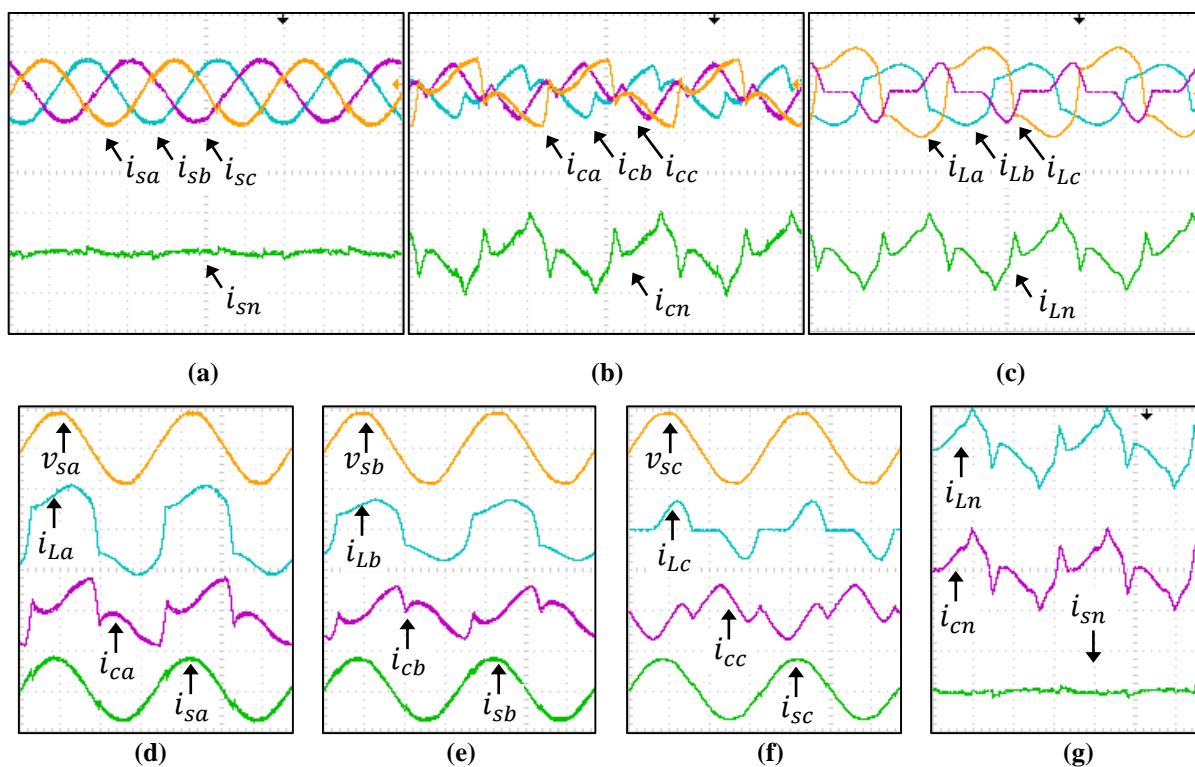 i_sa i_sb i_sc
i_sn
(a)
i_ca i_cb i_cc
i_cn
(b)
i_La i_Lb i_Lc
i_Ln
(c)
v_sa
i_La
i_ca
i_sa
(d)
v_sb
i_Lb
i_cb
i_sb
(e)
v_sc
i_Lc
i_cc
i_sc
(f)
i_Ln
i_cn
i_sn
(g)